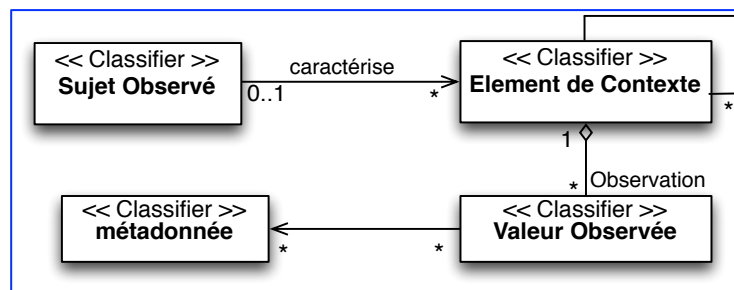 << Classifier >>
Sujet Observé
0..1
caractérise
*
<< Classifier >>
Element de Contexte
*
1
*
Observation
<< Classifier >>
métadonnée
*
*
<< Classifier >>
Valeur Observée